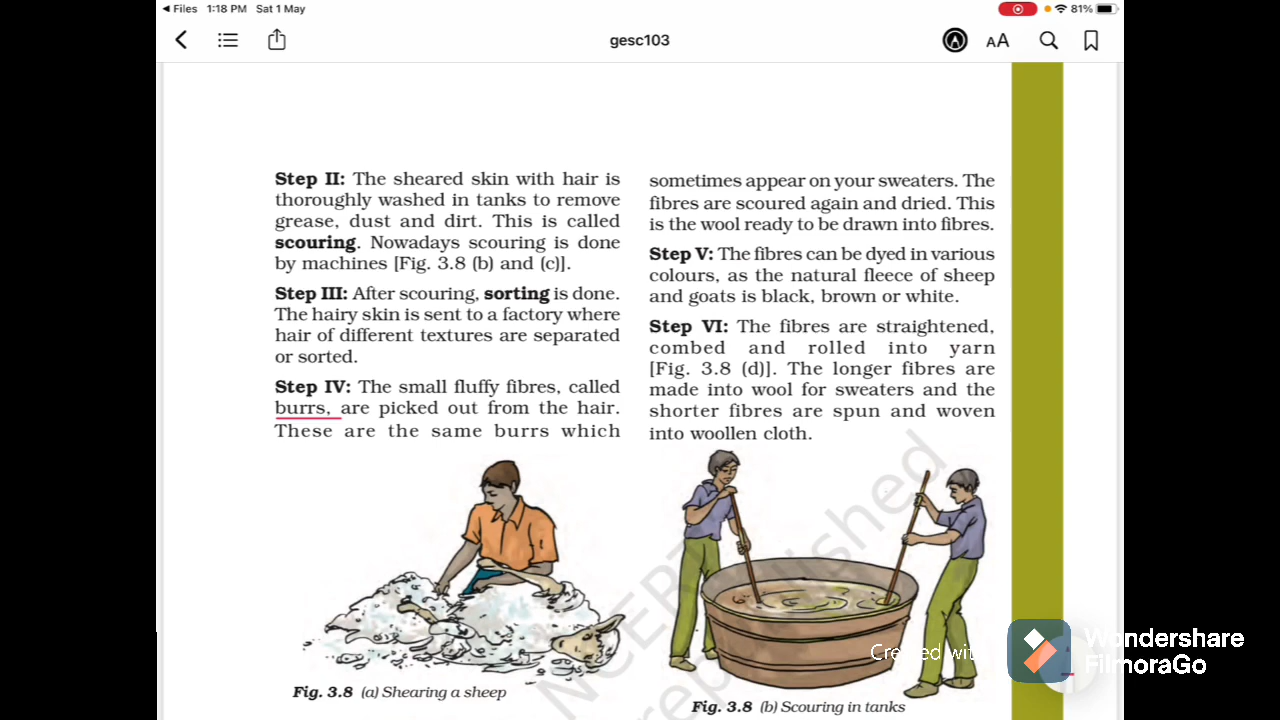 Files 1:18 PM Sat 1 May 81%
gesc103 AA
Step II: The sheared skin with hair is
thoroughly washed in tanks to remove
grease, dust and dirt. This is called
scouring. Nowadays scouring is done
by machines [Fig. 3.8 (b) and (c)].
Step III: After scouring, sorting is done.
The hairy skin is sent to a factory where
hair of different textures are separated
or sorted.
Step IV: The small fluffy fibres, called
burrs, are picked out from the hair.
These are the same burrs which
sometimes appear on your sweaters. The
fibres are scoured again and dried. This
is the wool ready to be drawn into fibres.
Step V: The fibres can be dyed in various
colours, as the natural fleece of sheep
and goats is black, brown or white.
Step VI: The fibres are straightened,
combed and rolled into yarn
[Fig. 3.8 (d)]. The longer fibres are
made into wool for sweaters and the
shorter fibres are spun and woven
into woollen cloth.
Fig. 3.8 (a) Shearing a sheep
Fig. 3.8 (b) Scouring in tanks
Created with
Wondershare
FilmoraGo